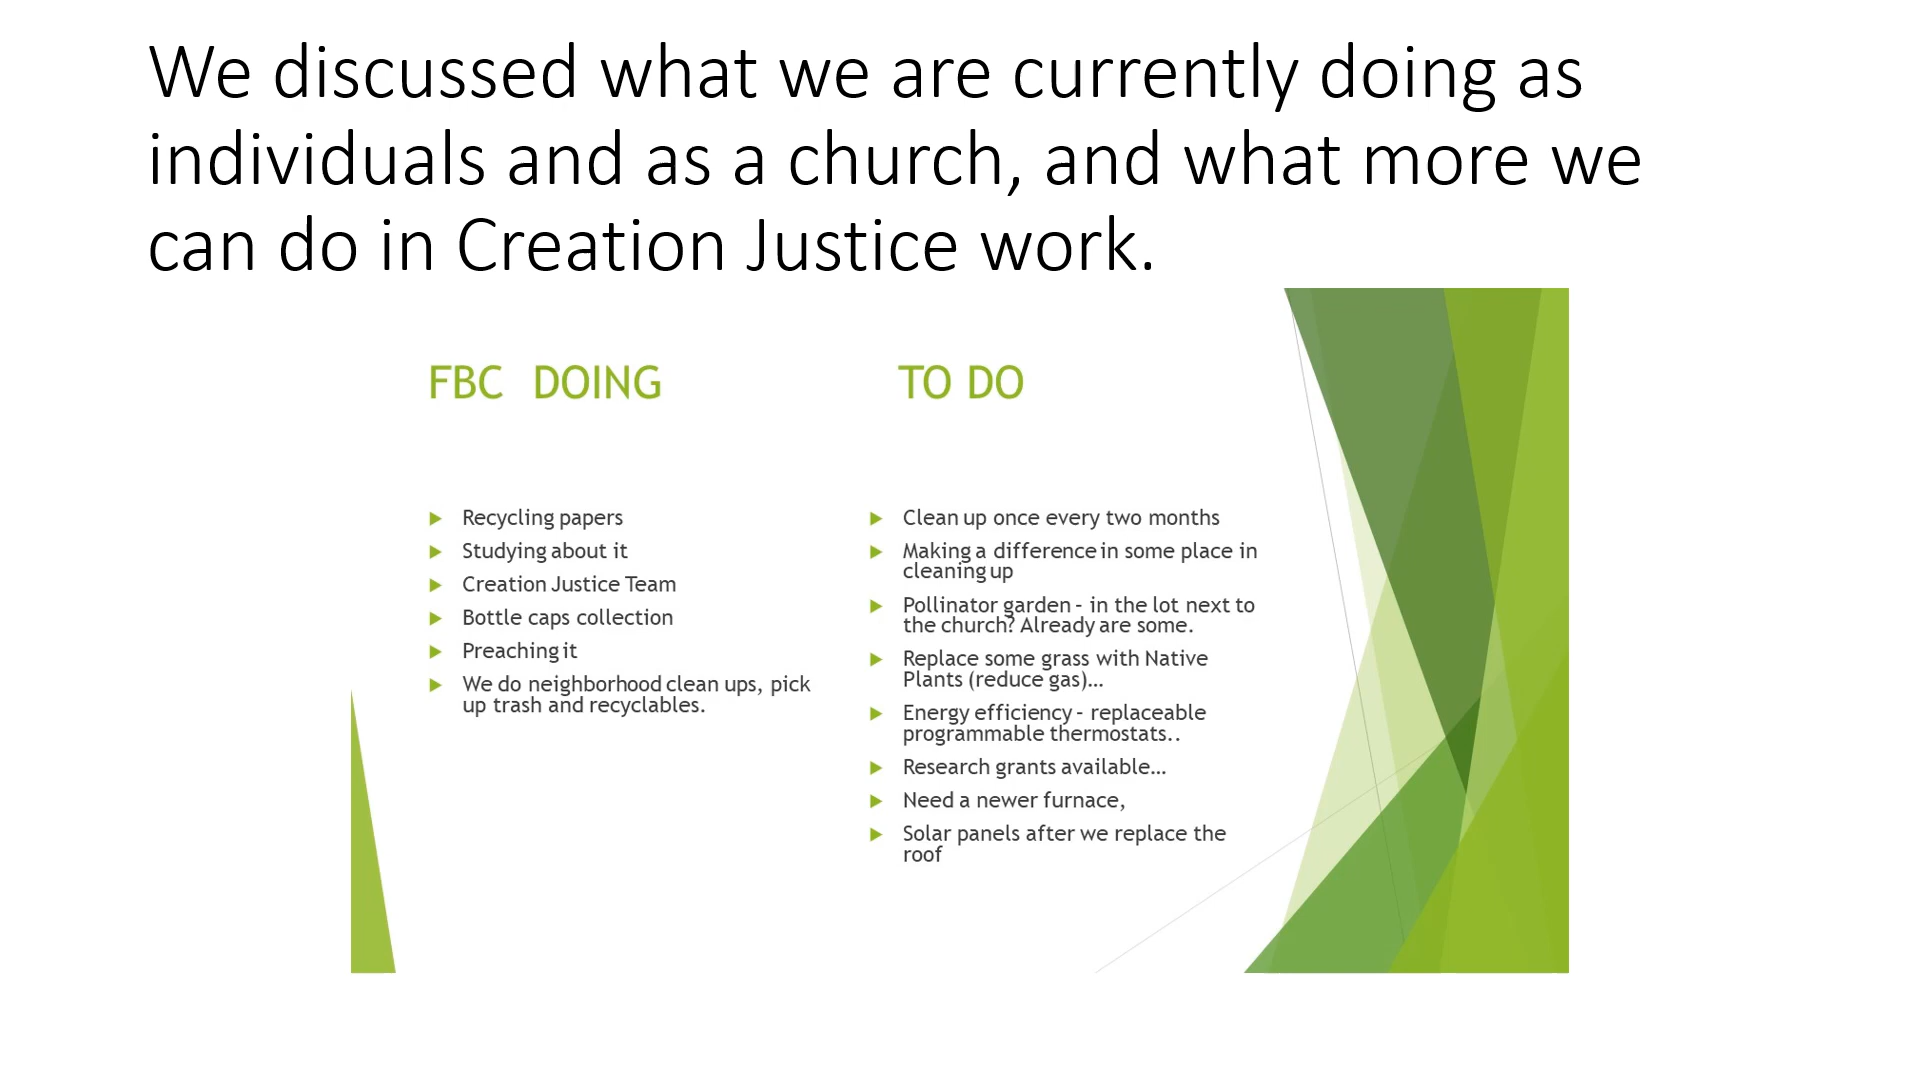 We discussed what we are currently doing as
individuals and as a church, and what more we
can do in Creation Justice work.
FBC DOING
Recycling papers
Studying about it
Creation Justice Team
Bottle caps collection
Preaching it
We do neighborhood clean ups, pick
up trash and recyclables.
TO DO
Clean up once every two months
Making a difference in some place in
cleaning up
Pollinator garden - in the lot next to
the church? Already are some.
Replace some grass with Native
Plants (reduce gas)…
Energy efficiency - replaceable
programmable thermostats..
Research grants available…
Need a newer furnace,
Solar panels after we replace the
roof